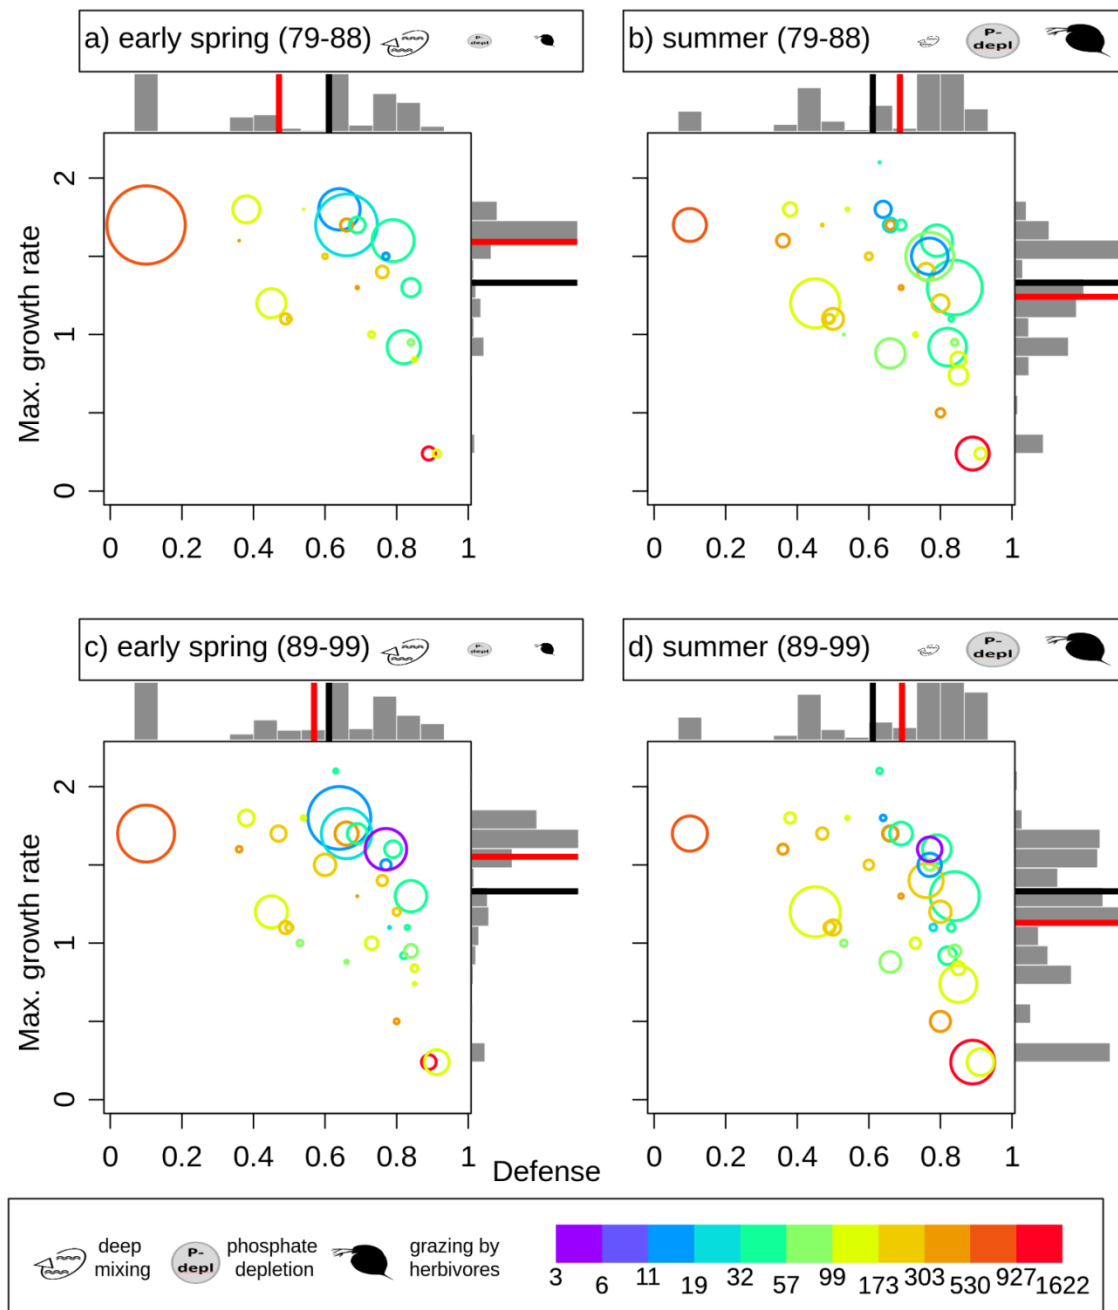 a) early spring (79-88)
b) summer (79-88)
P-
depl
P-
depl
Max. growth rate
0 1 2
0 0.2 0.4 0.6 0.8 1
0 0.2 0.4 0.6 0.8 1
c) early spring (89-99)
d) summer (89-99)
P-
depl
P-
depl
Max. growth rate
0 1 2
0 0.2 0.4 0.6 0.8 1
0 0.2 0.4 0.6 0.8 1
Defense
deep
mixing
P-
depl
phosphate
depletion
grazing by
herbivores
3 6 11 19 32 57 99 173 303 530 927 1622